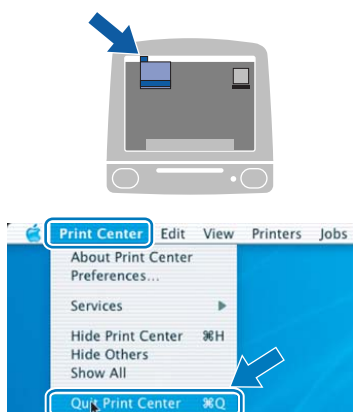 Print Center Edit View Printers Jobs
About Print Center
Preferences...
Services
Hide Print Center ⌘H
Hide Others
Show All
Quit Print Center ⌘Q